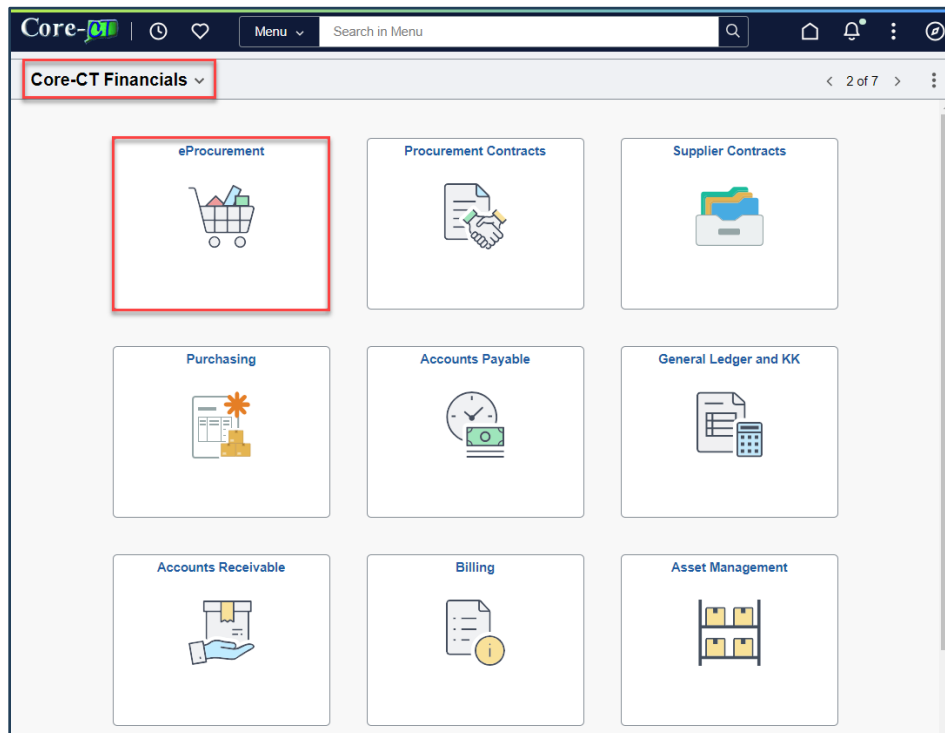 Core-CT
Menu
Search in Menu
Core-CT Financials
2 of 7
eProcurement
Procurement Contracts
Supplier Contracts
Purchasing
Accounts Payable
General Ledger and KK
Accounts Receivable
Billing
Asset Management